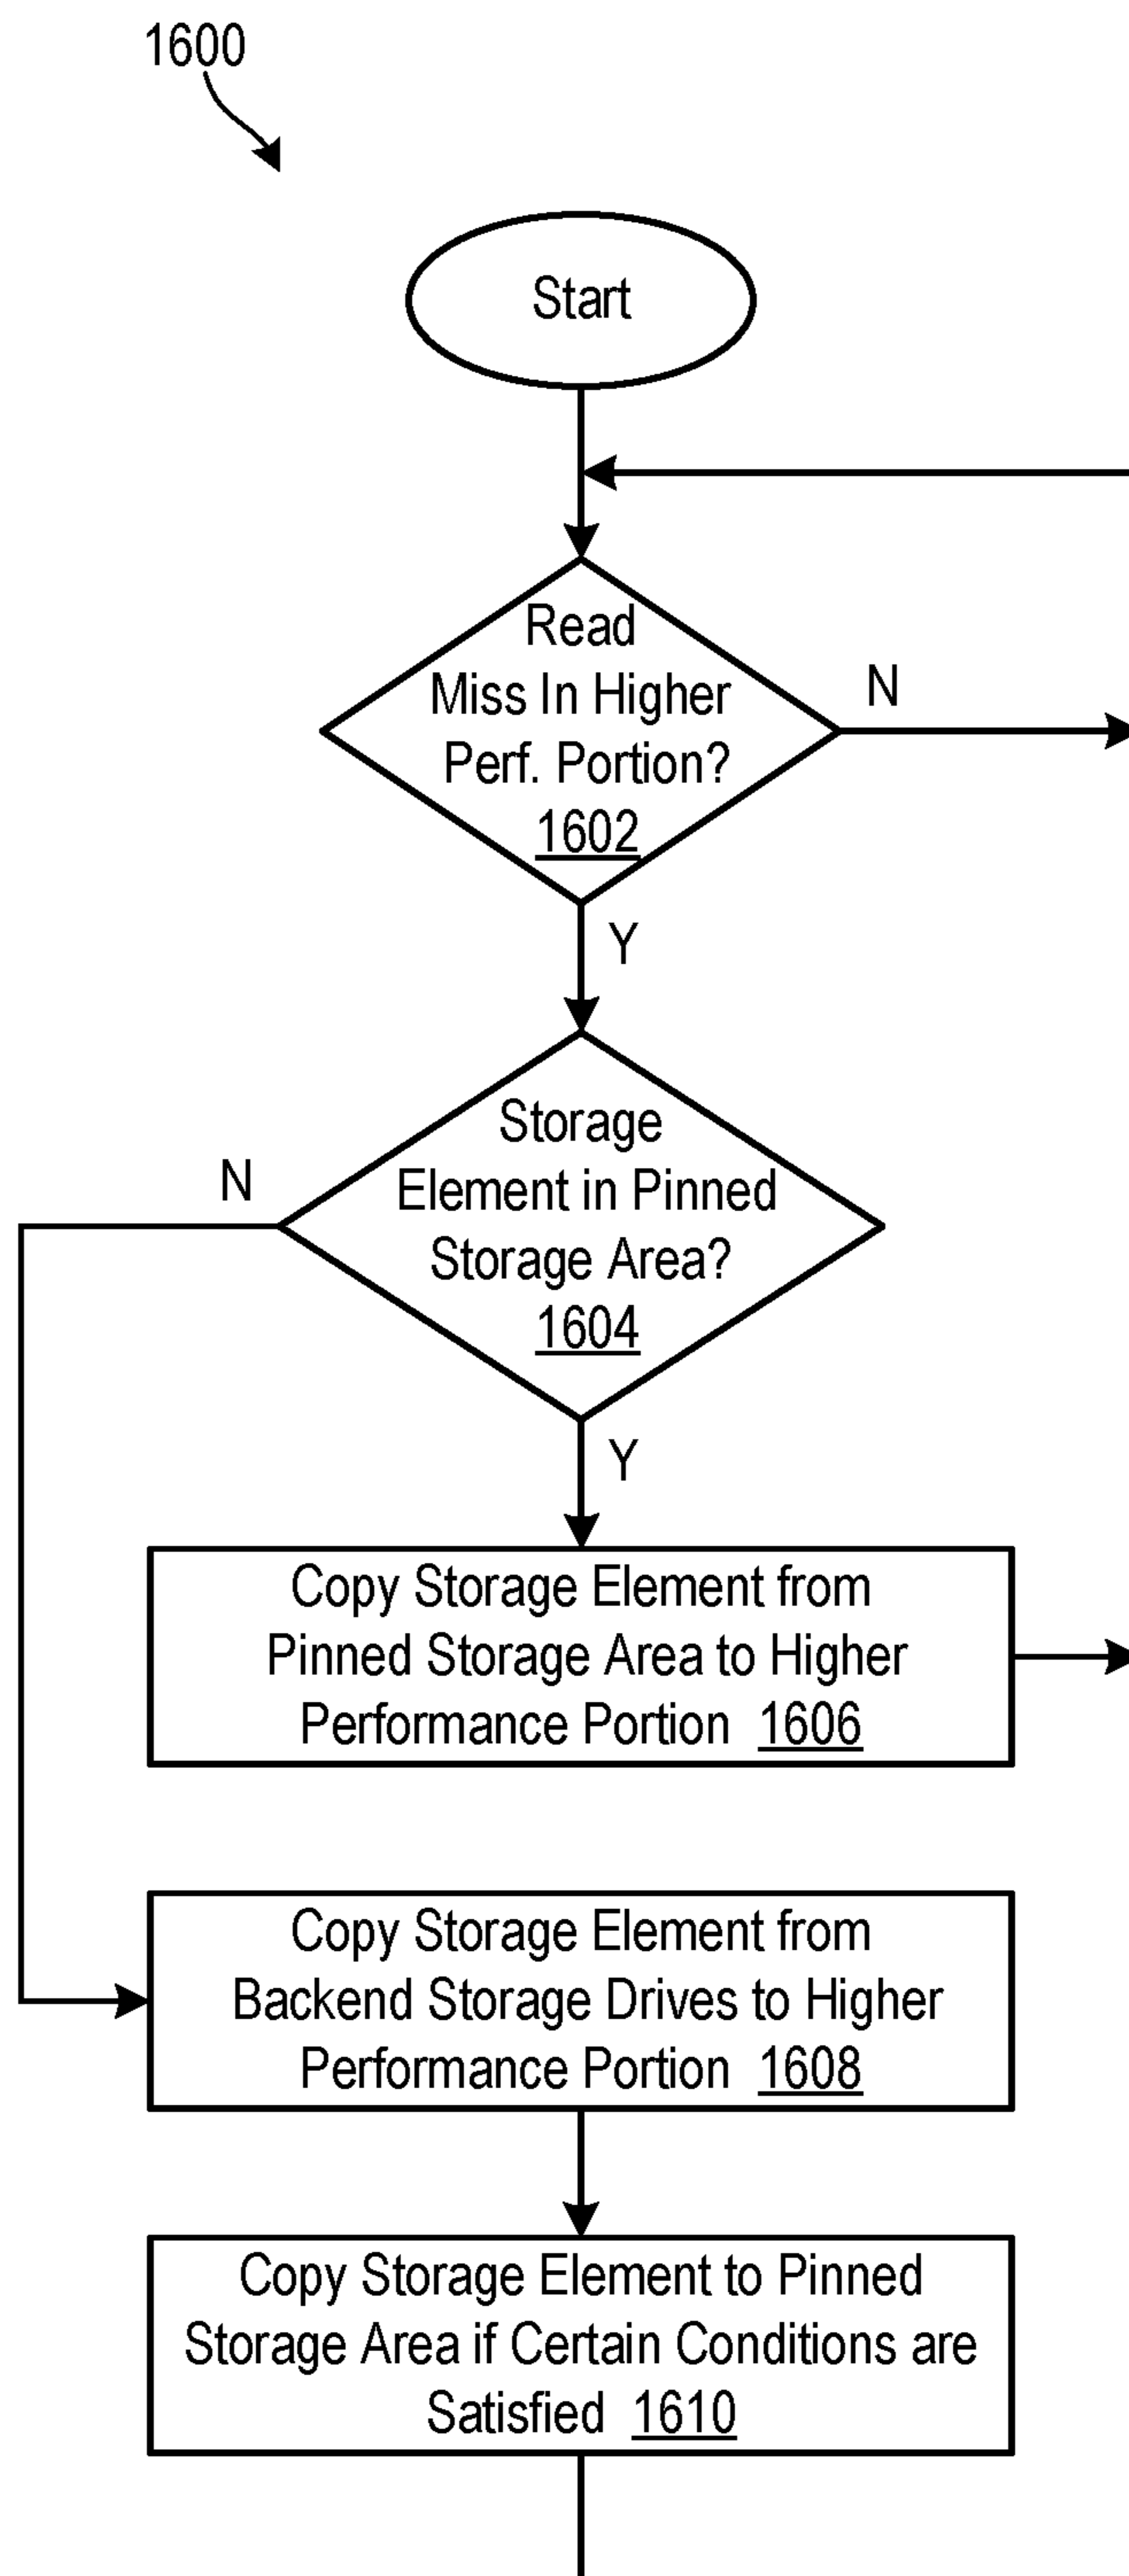 1600
Start
Read
Miss In Higher
Perf. Portion?
1602
N
Y
Storage
Element in Pinned
Storage Area?
1604
N
Y
Copy Storage Element from
Pinned Storage Area to Higher
Performance Portion 1606
Copy Storage Element from
Backend Storage Drives to Higher
Performance Portion 1608
Copy Storage Element to Pinned
Storage Area if Certain Conditions are
Satisfied 1610